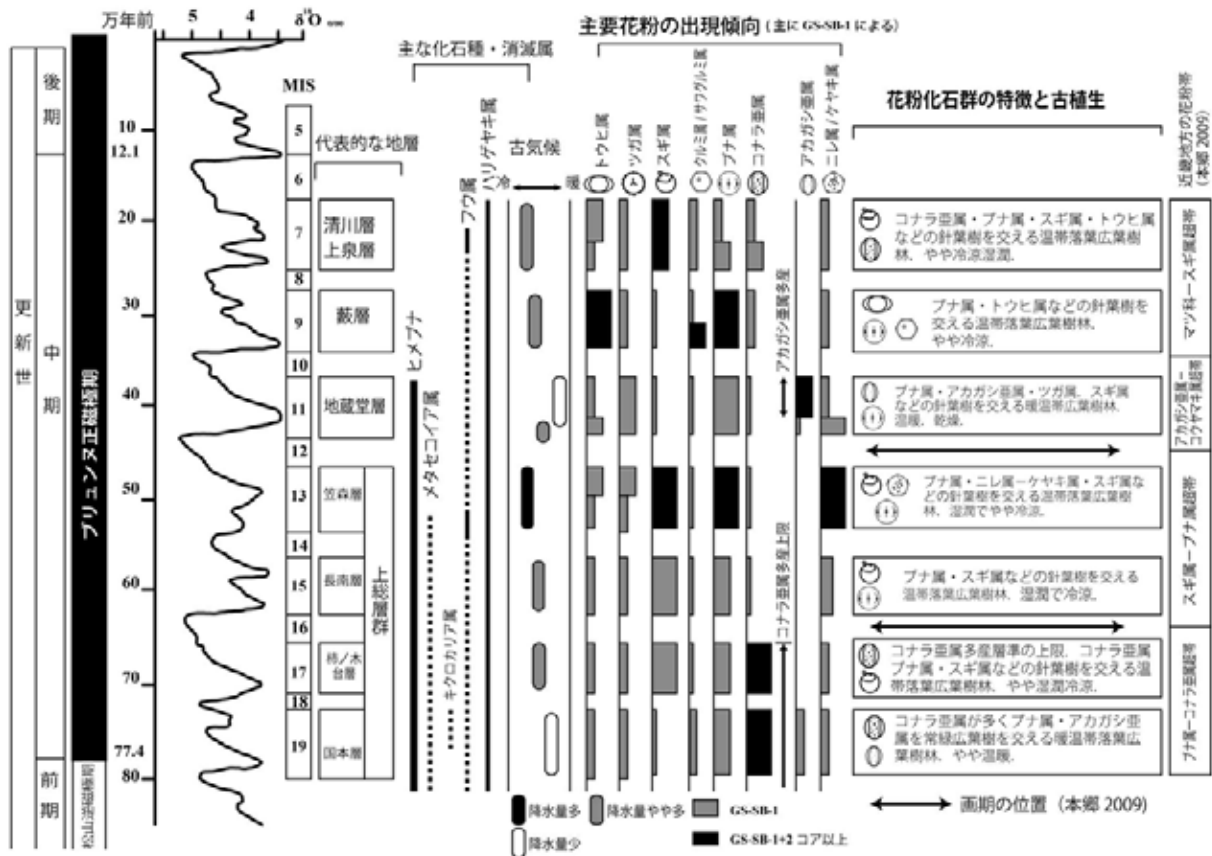 万年前
5 4 δ18O ‰
主要花粉の出現傾向 (主に GS-SB-1 による)
主な化石種・消滅属
MIS
後期
中期
前期
更新世
ブリュンヌ正磁極期
松山逆磁極期
10
12.1
20
30
40
50
60
70
77.4
80
5
6
7
8
9
10
11
12
13
14
15
16
17
18
19
代表的な地層
清川層
上泉層
藪層
地蔵堂層
笠森層
長南層
柿ノ木台層
国本層
上総層群
ヒメブナ
メタセコイア属
キクロカリア属
フウ属
ハリゲヤキ属
古気候
冷 暖
トウヒ属
ツガ属
スギ属
クルミ属/サワグルミ属
ブナ属
コナラ亜属
アカガシ亜属
ニレ属/ケヤキ属
アカガシ亜属多産
コナラ亜属多産上限
花粉化石群の特徴と古植生
コナラ亜属・ブナ属・スギ属・トウヒ属
などの針葉樹を交える温帯落葉広葉樹
林、やや冷涼湿潤.
ブナ属・トウヒ属などの針葉樹を
交える温帯落葉広葉樹林、
やや冷涼.
ブナ属・アカガシ亜属・ツガ属、スギ属
などの針葉樹を交える暖温帯広葉樹林、
温暖、乾燥.
ブナ属・ニレ属−ケヤキ属・スギ属な
どの針葉樹を交える温帯落葉広葉樹
林、湿潤でやや冷涼.
ブナ属・スギ属などの針葉樹を交える
温帯落葉広葉樹林、湿潤で冷涼.
コナラ亜属多産層準の上限、コナラ亜属
ブナ属・スギ属などの針葉樹を交える温
帯落葉広葉樹林、やや湿潤冷涼.
コナラ亜属が多くブナ属・アカガシ亜
属を常緑広葉樹を交える暖温帯落葉広
葉樹林、やや温暖.
近畿地方の花粉帯
(本郷 2009)
マツ科−スギ属超帯
アカガシ亜属−
コウヤマキ属超帯
スギ属−ブナ属超帯
ブナ属−コナラ亜属超帯
降水量多
降水量やや多
降水量少
GS-SB-1
GS-SB-1+2 コア以上
画期の位置 (本郷 2009)